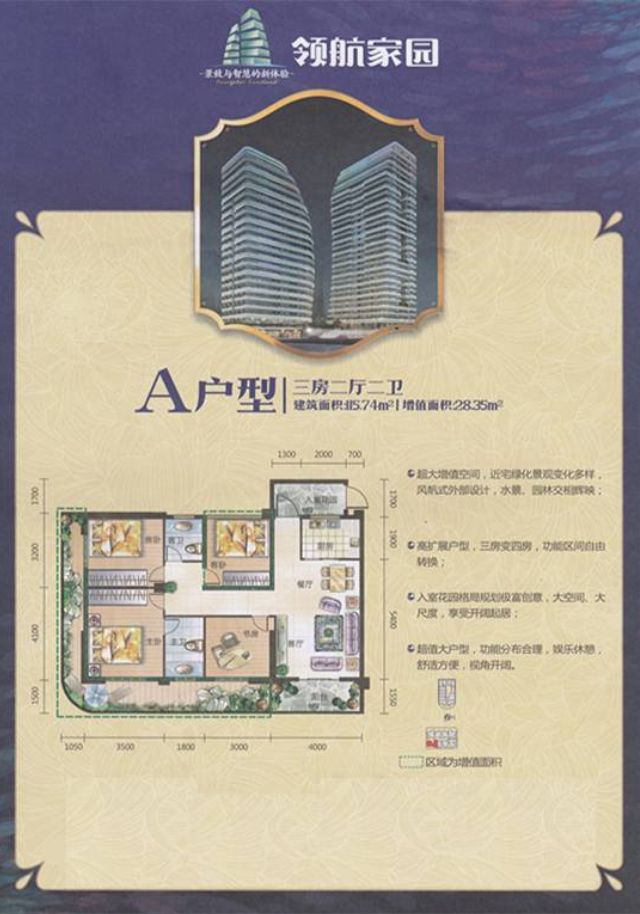 领航家园
景致与智慧的新体验
A户型
三房二厅二卫
建筑面积:115.74m² | 增值面积:28.35m²
1300 2000 700
1700
3200
4100
1500
1700
1900
5400
1550
入室花园
客卧
客卫
客卧
厨房
餐厅
主卧
主卫
书房
客厅
阳台
1050 3500 1800 3000 4000
超大增值空间，近宅绿化景观变化多样，
风帆式外部设计，水景、园林交相辉映；
高扩展户型，三房变四房，功能区间自由
转换；
入室花园格局规划极富创意，大空间、大
尺度，享受开阔起居；
超值大户型，功能分布合理，娱乐休憩，
舒适方便，视角开阔。
区域为增值面积